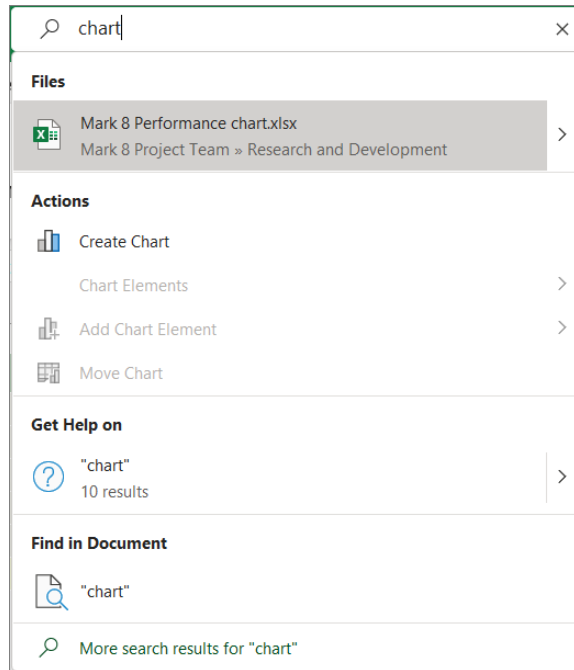 chart
Files
Mark 8 Performance chart.xlsx
Mark 8 Project Team » Research and Development
Actions
Create Chart
Chart Elements
Add Chart Element
Move Chart
Get Help on
"chart"
10 results
Find in Document
"chart"
More search results for "chart"